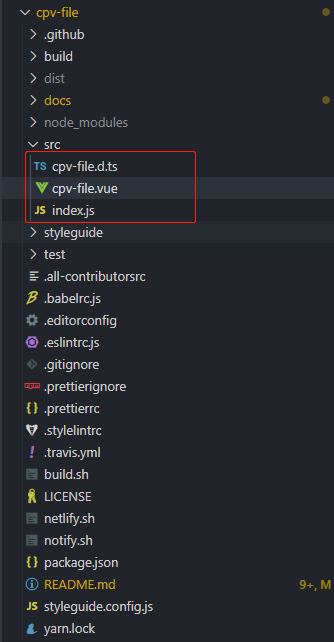 cpv-file
.github
build
dist
docs
node_modules
src
TS cpv-file.d.ts
cpv-file.vue
JS index.js
styleguide
test
.all-contributorsrc
.babelrc.js
.editorconfig
.eslintrc.js
.gitignore
.prettierignore
.prettierrc
.stylelintrc
.travis.yml
build.sh
LICENSE
netlify.sh
notify.sh
package.json
README.md 9+, M
JS styleguide.config.js
yarn.lock